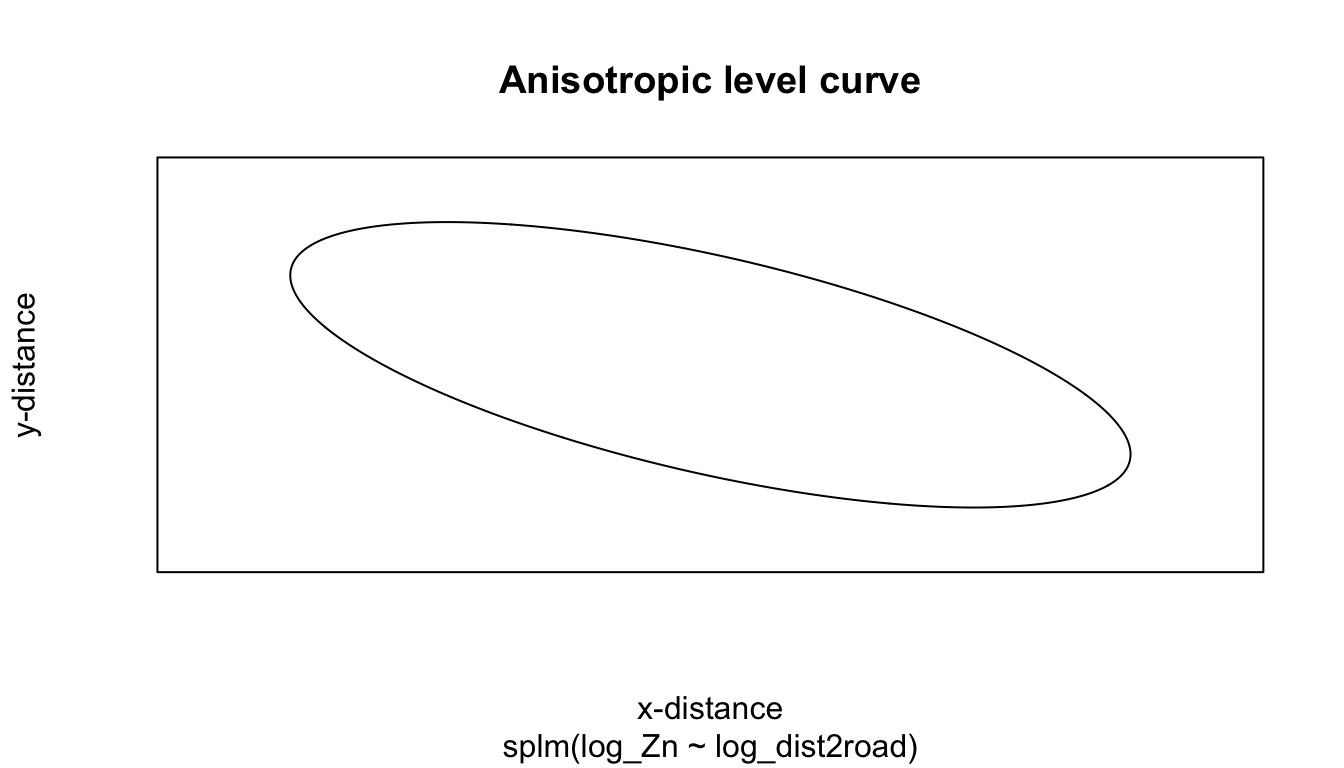 Anisotropic level curve
y-distance
x-distance
splm(log_Zn ~ log_dist2road)